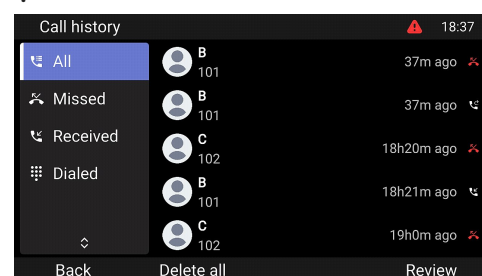 Call history 18:37
All
Missed
Received
Dialed
B
101
37m ago
B
101
37m ago
C
102
18h20m ago
B
101
18h21m ago
C
102
19h0m ago
Back Delete all Review